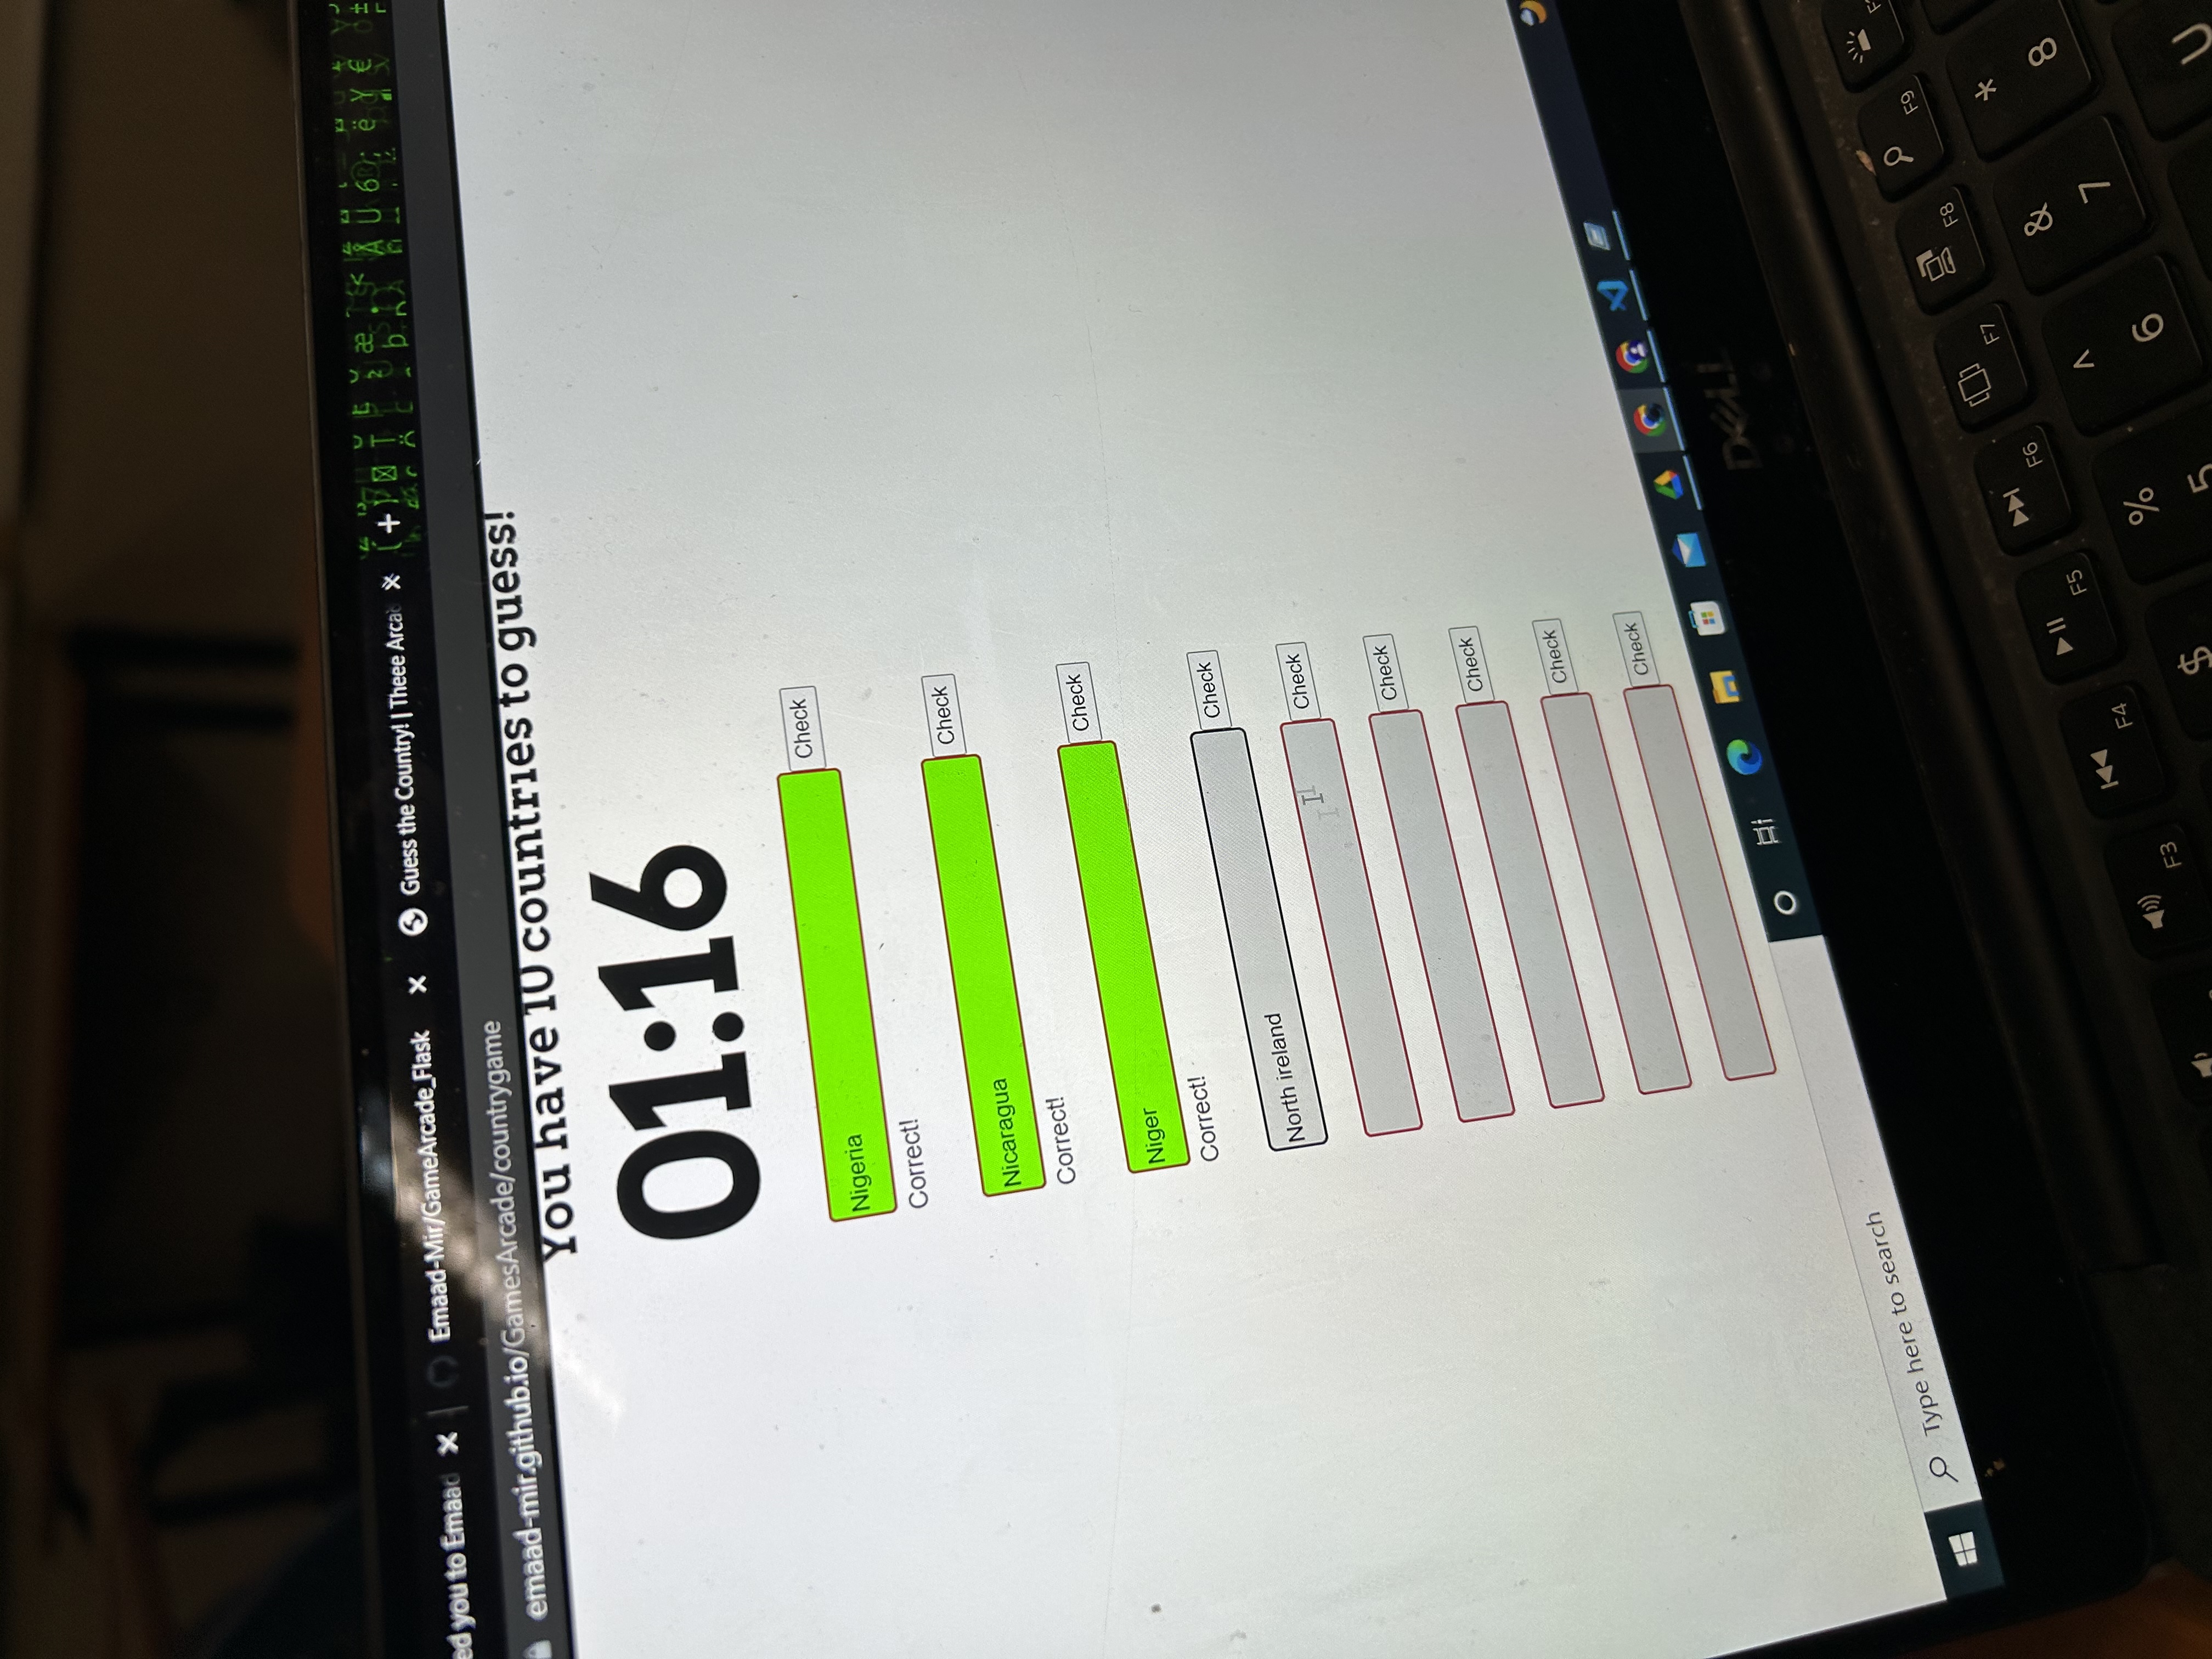 ed you to Emaad
Emaad-Mir/GameArcade_Flask
Guess the Country! | Theee Arcad
emaad-mir.github.io/GamesArcade/countrygame
You have 10 countries to guess!
01:16
Nigeria
Check
Correct!
Nicaragua
Check
Correct!
Niger
Check
Correct!
North ireland
Check
Check
Check
Check
Check
Check
Type here to search
DELL
F9
F8
F7
F6
F5
F4
F3
*
8
&
7
^
6
%
5
$
U